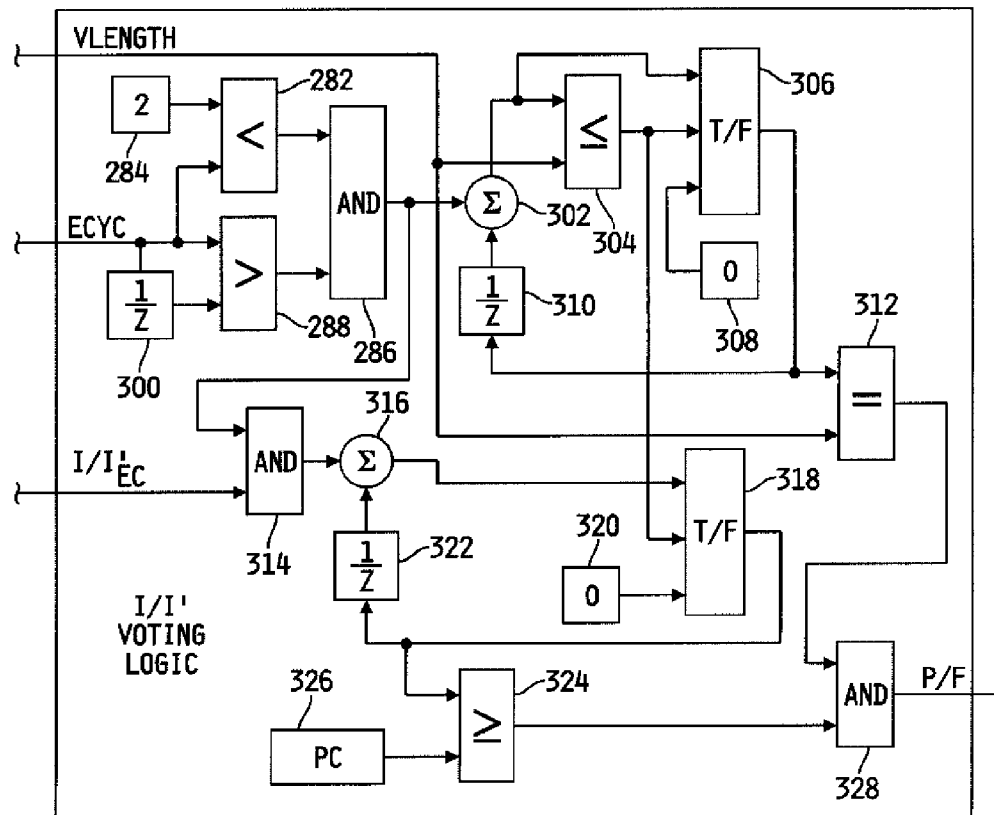 VLENGTH
282
306
2
<
≤
T/F
284
AND
Σ
302
304
ECYC
>
0
1/Z
1/Z
310
308
312
288
286
300
316
=
I/I'EC
AND
Σ
318
320
T/F
314
1/Z
322
0
I/I'
VOTING
LOGIC
326
324
≥
AND
P/F
PC
328